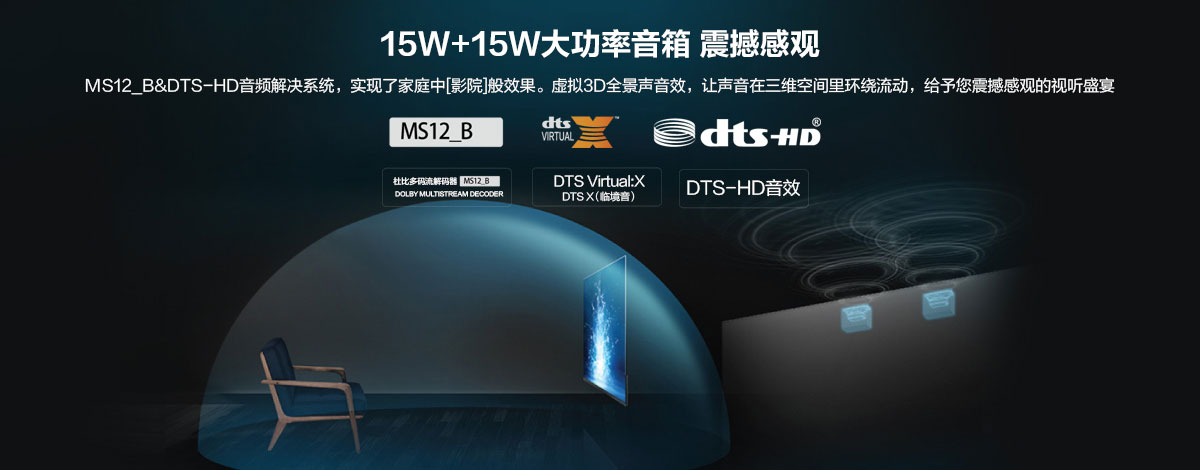 15W+15W大功率音箱 震撼感观
MS12_B&DTS-HD音频解决系统，实现了家庭中[影院]般效果。虚拟3D全景声音效，让声音在三维空间里环绕流动，给予您震撼感观的视听盛宴
MS12_B
dts
VIRTUAL X™
dts-HD®
杜比多码流解码器 MS12_B
DOLBY MULTISTREAM DECODER
DTS Virtual:X
DTS X（临境音）
DTS-HD音效